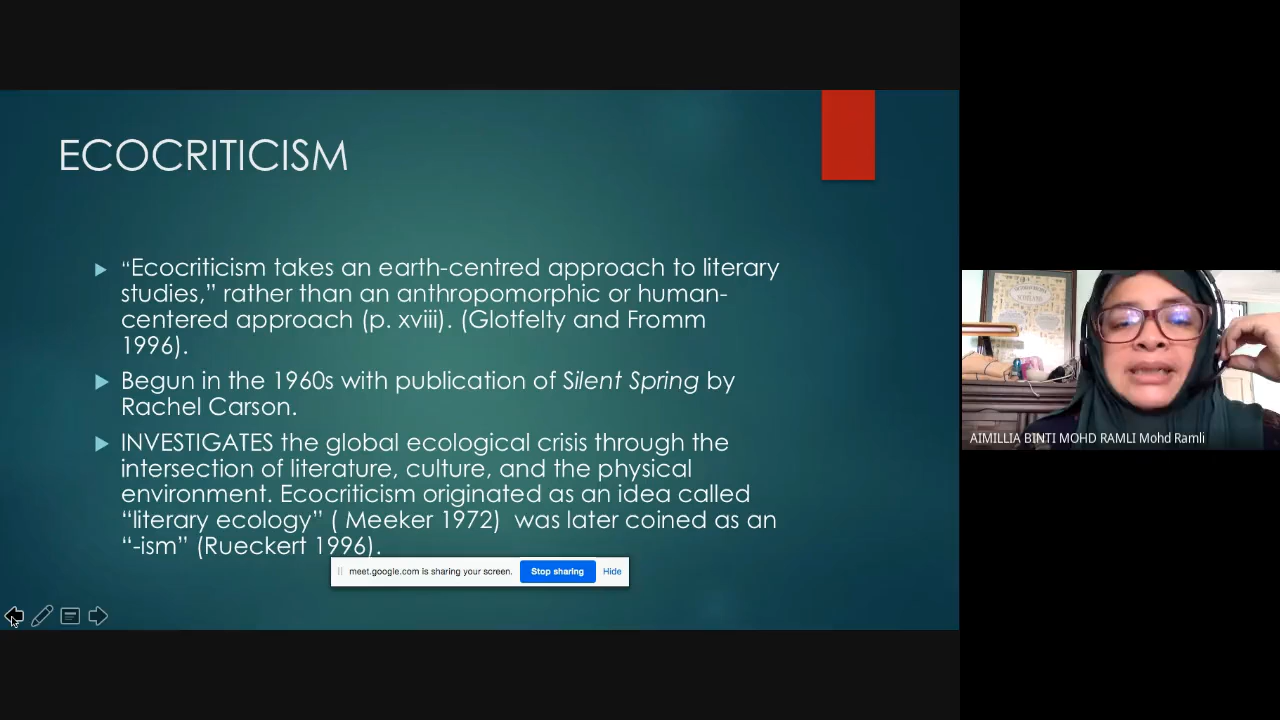 ECOCRITICISM
“Ecocriticism takes an earth-centred approach to literary
studies,” rather than an anthropomorphic or human-
centered approach (p. xviii). (Glotfelty and Fromm
1996).
Begun in the 1960s with publication of Silent Spring by
Rachel Carson.
INVESTIGATES the global ecological crisis through the
intersection of literature, culture, and the physical
environment. Ecocriticism originated as an idea called
“literary ecology” ( Meeker 1972)  was later coined as an
“-ism” (Rueckert 1996).
meet.google.com is sharing your screen. Stop sharing Hide
AIMILLIA BINTI MOHD RAMLI Mohd Ramli